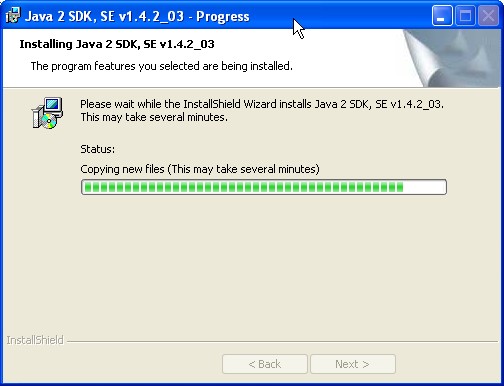 Java 2 SDK, SE v1.4.2_03 - Progress
Installing Java 2 SDK, SE v1.4.2_03
The program features you selected are being installed.
Please wait while the InstallShield Wizard installs Java 2 SDK, SE v1.4.2_03.
This may take several minutes.
Status:
Copying new files (This may take several minutes)
InstallShield
< Back
Next >